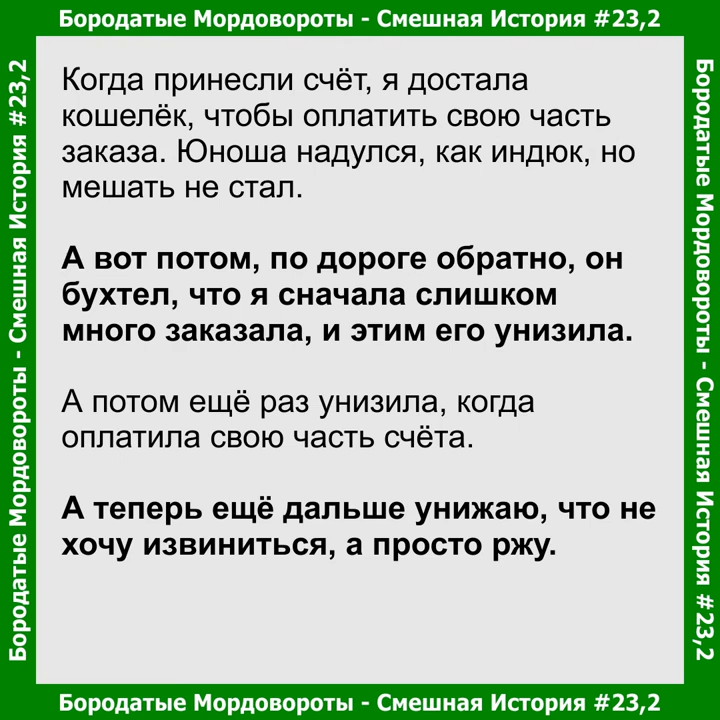 Бородатые Мордовороты - Смешная История #23,2
Бородатые Мордовороты - Смешная История #23,2
Когда принесли счёт, я достала
кошелёк, чтобы оплатить свою часть
заказа. Юноша надулся, как индюк, но
мешать не стал.
А вот потом, по дороге обратно, он
бухтел, что я сначала слишком
много заказала, и этим его унизила.
А потом ещё раз унизила, когда
оплатила свою часть счёта.
А теперь ещё дальше унижаю, что не
хочу извиниться, а просто ржу.
Бородатые Мордовороты - Смешная История #23,2
Бородатые Мордовороты - Смешная История #23,2